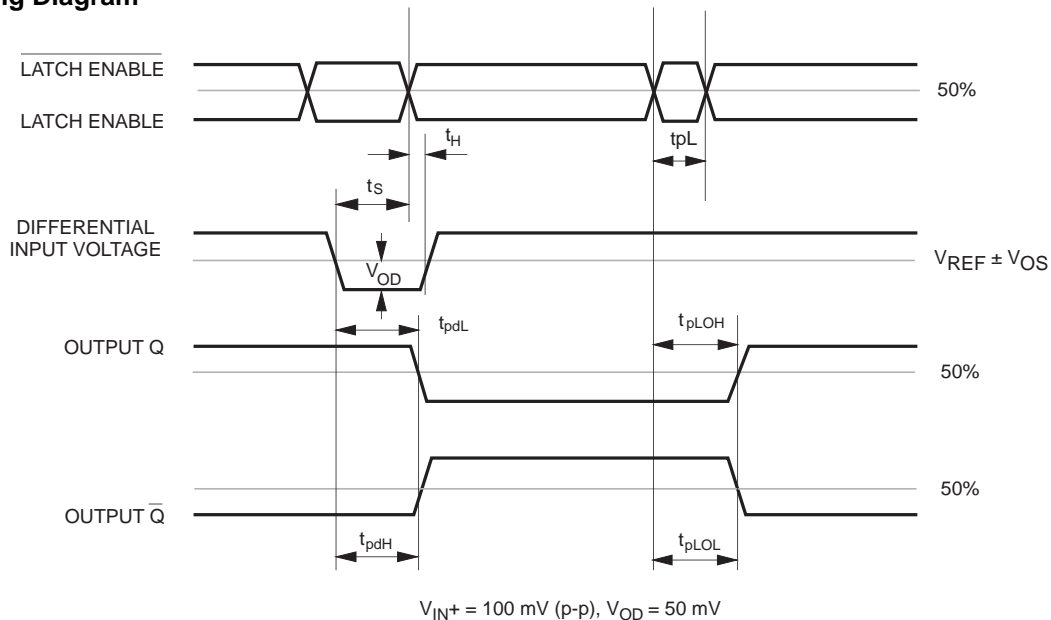 ng Diagram
LATCH ENABLE
50%
LATCH ENABLE
tH
tpL
tS
DIFFERENTIAL
INPUT VOLTAGE
VOD
VREF ± VOS
tpdL
tpLOH
OUTPUT Q
50%
50%
OUTPUT Q̅
tpdH
tpLOL
VIN+ = 100 mV (p-p), VOD = 50 mV